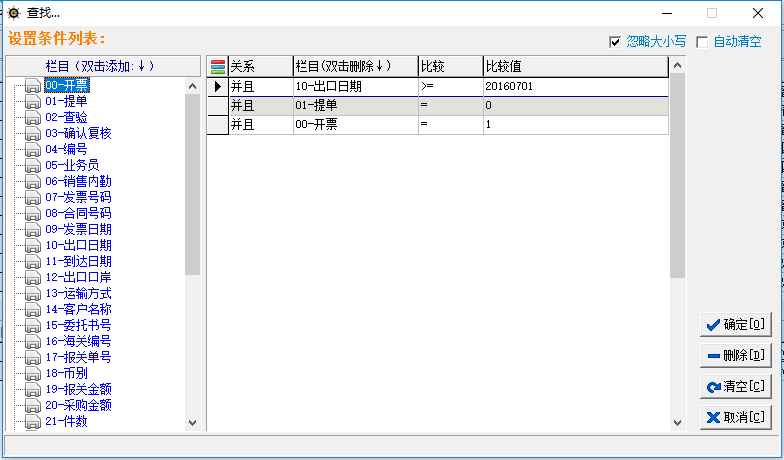 查找...
设置条件列表:
忽略大小写 自动清空
栏目(双击添加:↓)
00-开票
01-提单
02-查验
03-确认复核
04-编号
05-业务员
06-销售内勤
07-发票号码
08-合同号码
09-发票日期
10-出口日期
11-到达日期
12-出口口岸
13-运输方式
14-客户名称
15-委托书号
16-海关编号
17-报关单号
18-币别
19-报关金额
20-采购金额
21-件数
关系 栏目(双击删除↓) 比较 比较值
并且 10-出口日期 >= 20160701
并且 01-提单 = 0
并且 00-开票 = 1
确定[O]
删除[D]
清空[C]
取消[C]